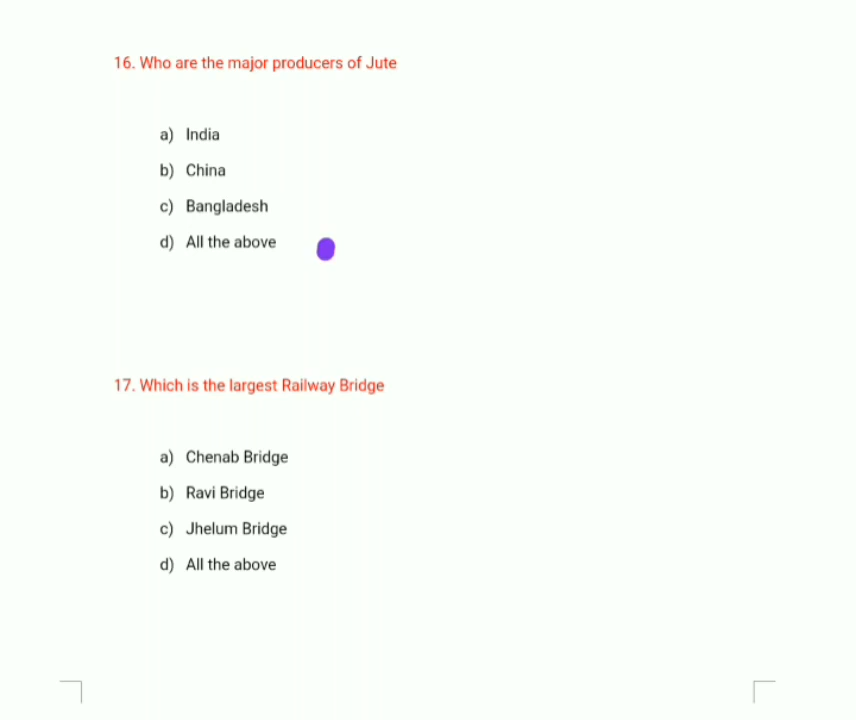 16. Who are the major producers of Jute
a) India
b) China
c) Bangladesh
d) All the above
17. Which is the largest Railway Bridge
a) Chenab Bridge
b) Ravi Bridge
c) Jhelum Bridge
d) All the above